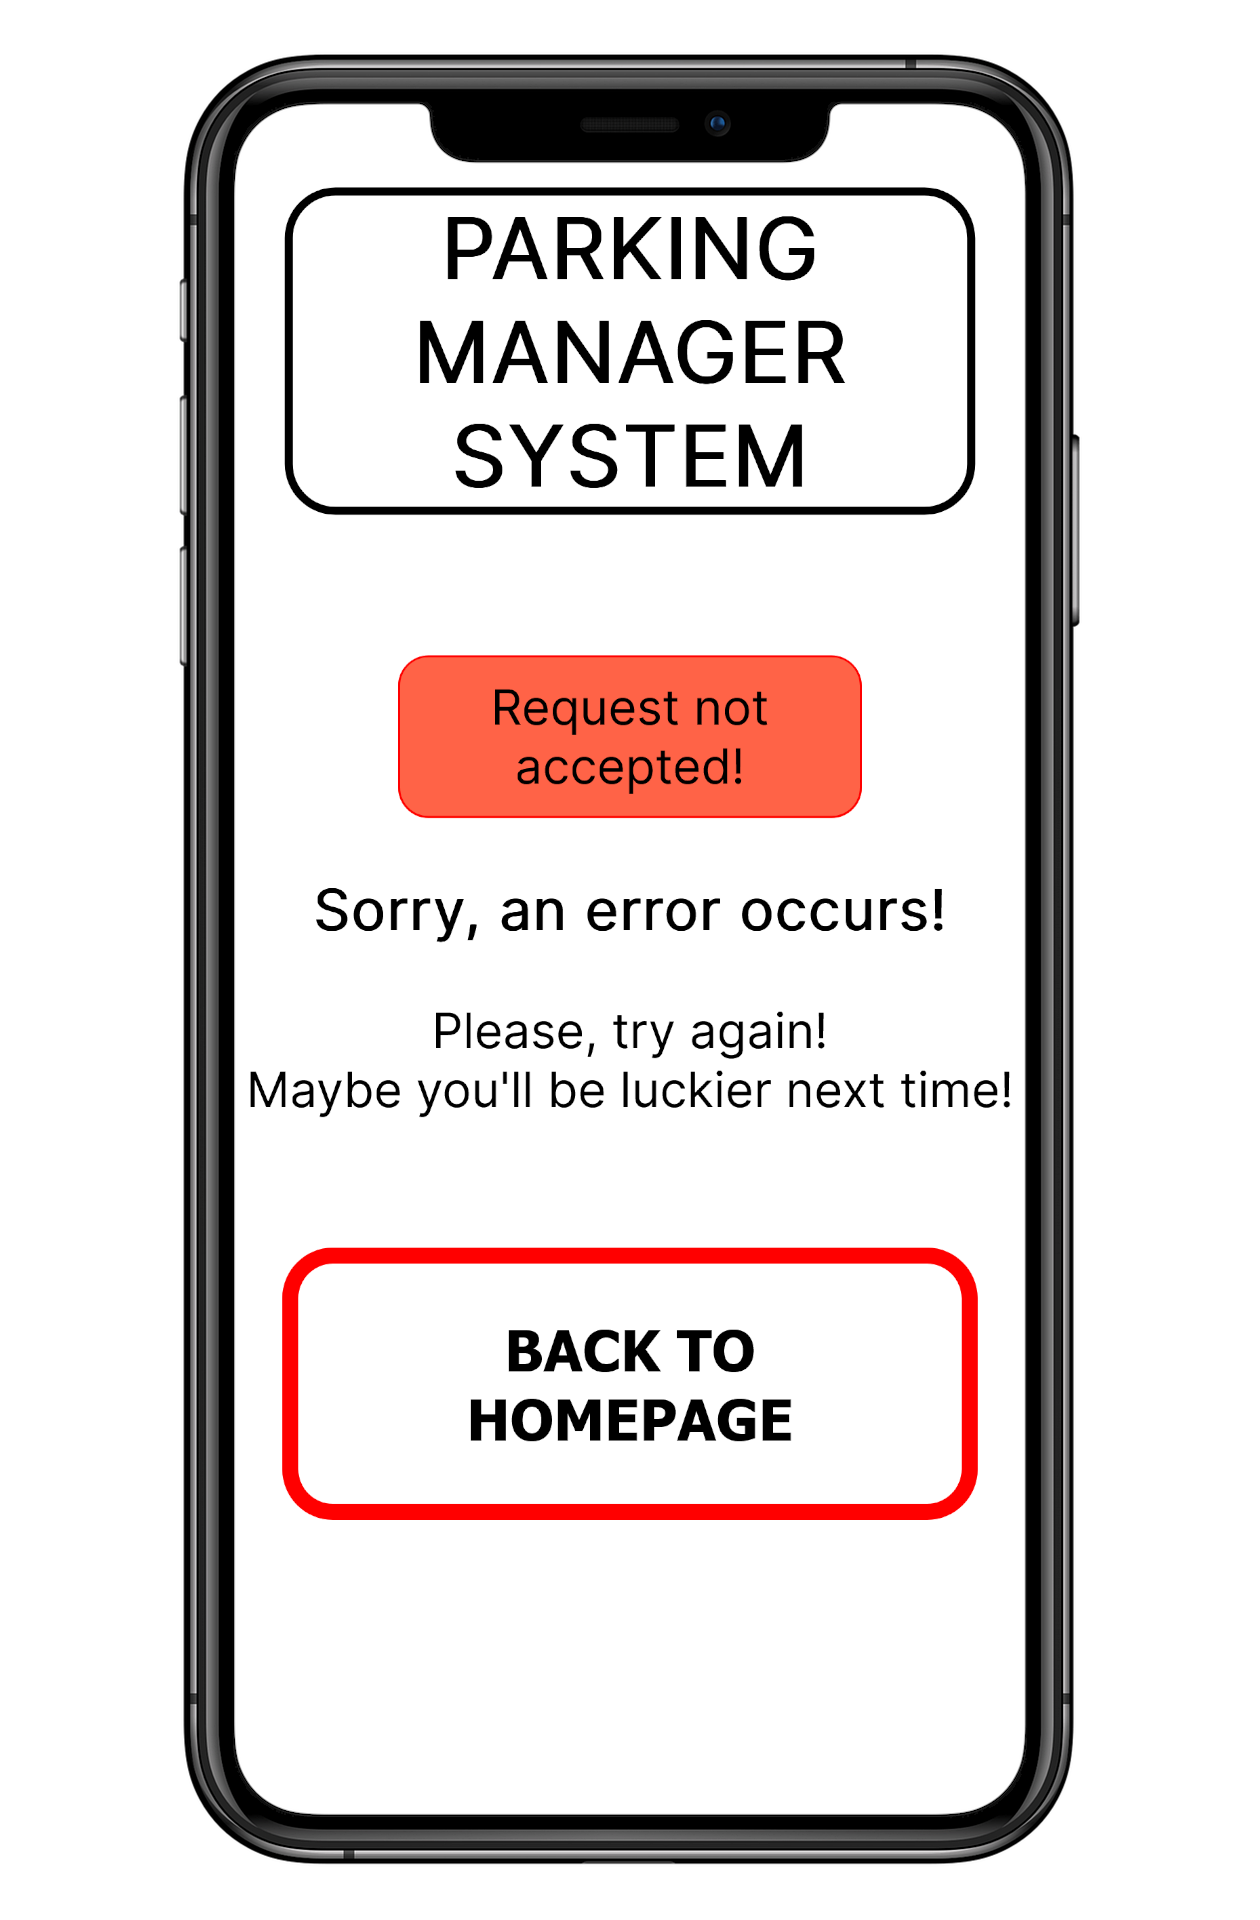 PARKING
MANAGER
SYSTEM
Request not
accepted!
Sorry, an error occurs!
Please, try again!
Maybe you'll be luckier next time!
BACK TO
HOMEPAGE